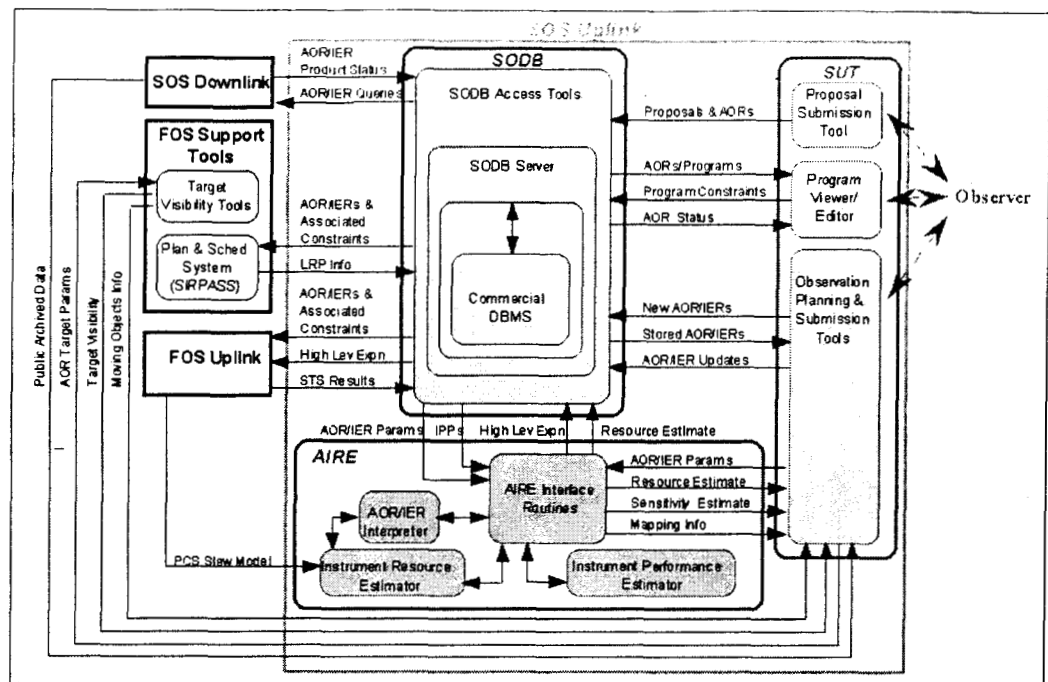 SOS Uplink
SOS Downlink
AOR/IER
Product Status
AOR/IER Queries
SODB
SODB Access Tools
SODB Server
Commercial
DBMS
SUT
Proposal
Submission
Tool
Program
Viewer/
Editor
Observation
Planning &
Submission
Tools
Observer
Proposals & AORs
AORs/Programs
Program Constraints
AOR Status
New AOR/IERs
Stored AOR/IERs
AOR/IER Updates
FOS Support
Tools
Target
Visibility Tools
Plan & Sched
System
(SIRPASS)
AOR/IERs &
Associated
Constraints
LRP Info
AOR/IERs &
Associated
Constraints
FOS Uplink
High Lev Expn
STS Results
Public Archived Data
AOR Target Params
Target Visibility
Moving Objects Info
AOR/IER Params
IPPs
High Lev Expn
Resource Estimate
AIRE
AIRE Interface
Routines
AOR/IER
Interpreter
Instrument Resource
Estimator
Instrument Performance
Estimator
PCS Slew Model
AOR/IER Params
Resource Estimate
Sensitivity Estimate
Mapping Info